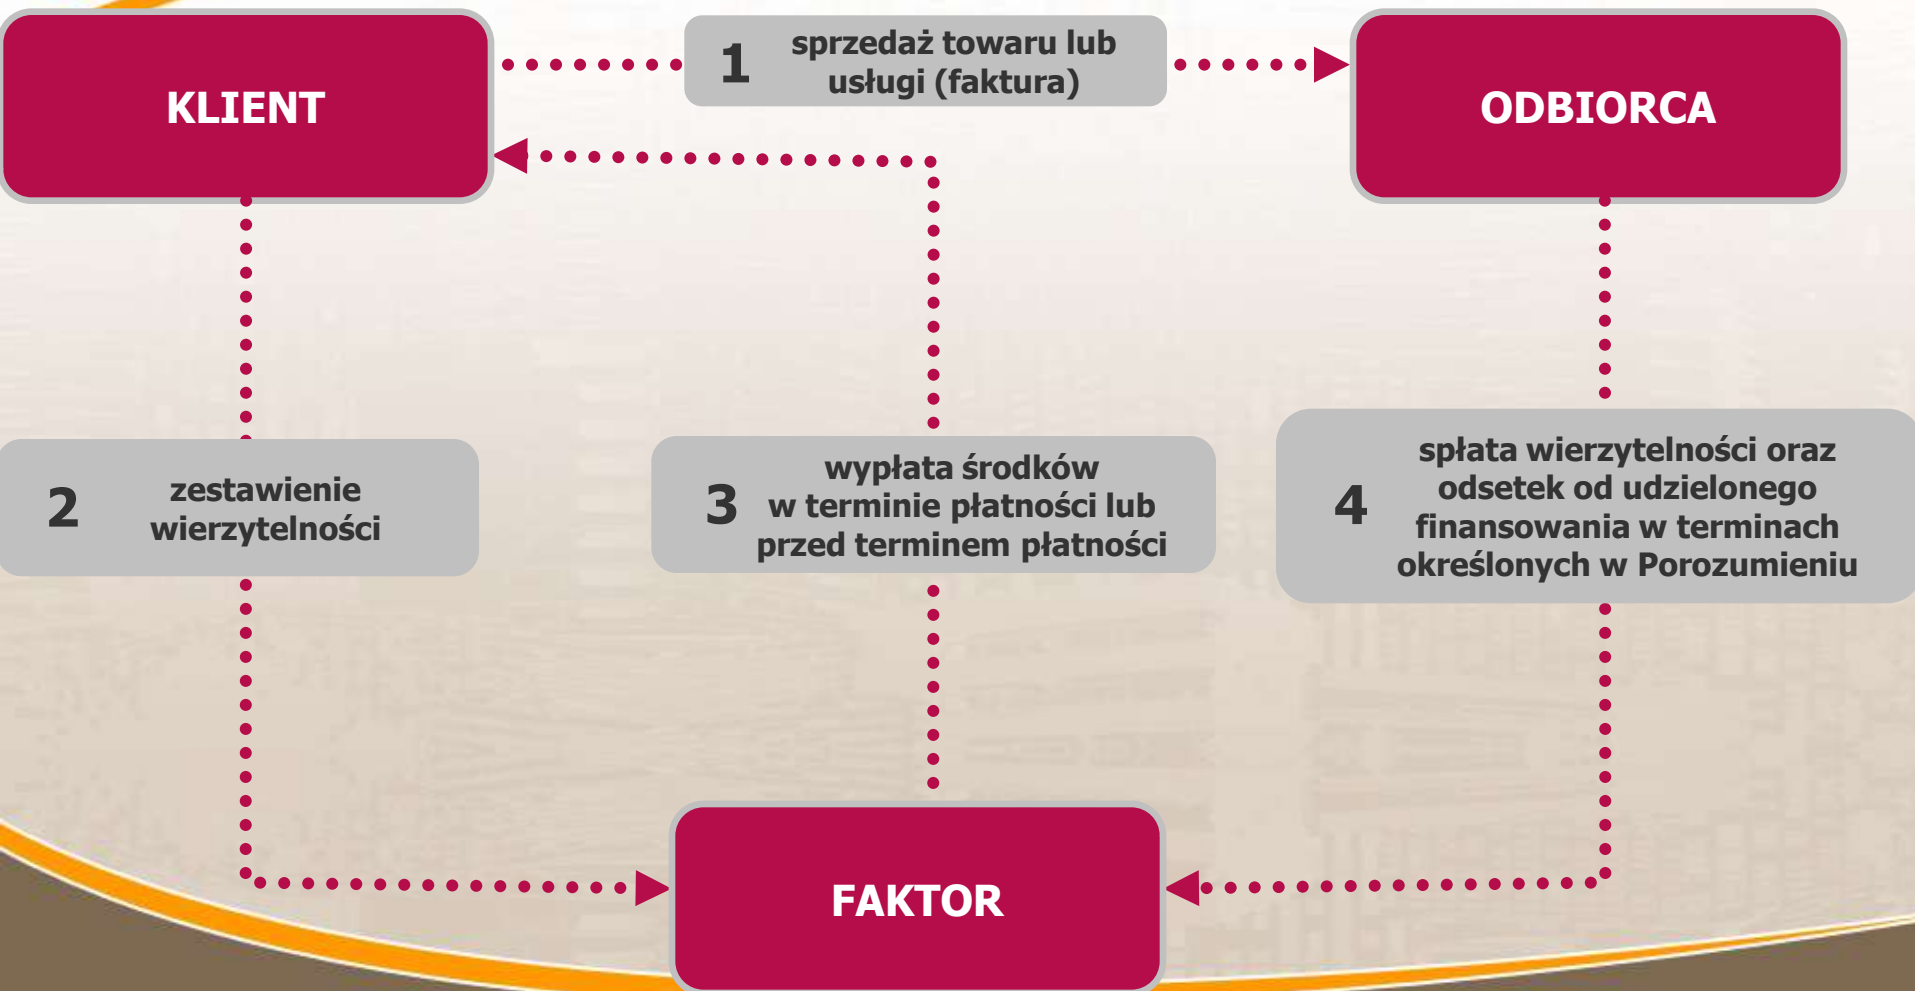 KLIENT
1
sprzedaż towaru lub
usługi (faktura)
ODBIORCA
2
zestawienie
wierzytelności
3
wypłata środków
w terminie płatności lub
przed terminem płatności
4
spłata wierzytelności oraz
odsetek od udzielonego
finansowania w terminach
określonych w Porozumieniu
FAKTOR